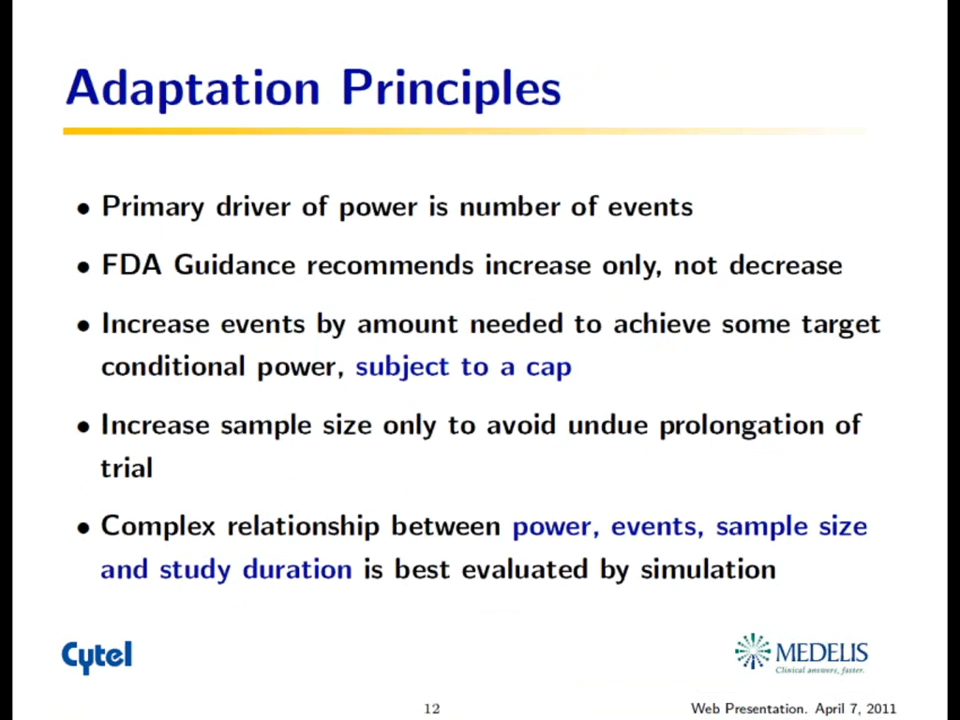 Adaptation Principles
• Primary driver of power is number of events
• FDA Guidance recommends increase only, not decrease
• Increase events by amount needed to achieve some target
conditional power, subject to a cap
• Increase sample size only to avoid undue prolongation of
trial
• Complex relationship between power, events, sample size
and study duration is best evaluated by simulation
Cytel
MEDELIS
Clinical answers, faster.
12
Web Presentation. April 7, 2011